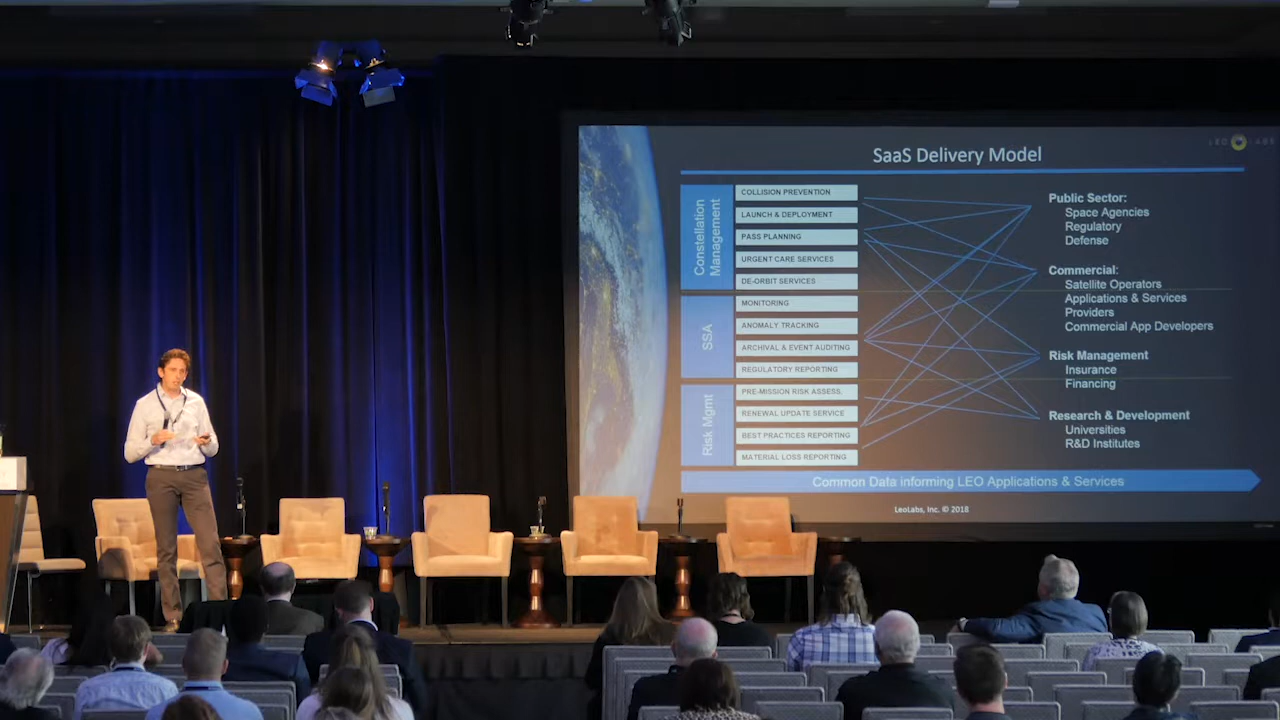 SaaS Delivery Model
LEO LABS
Constellation
Management
COLLISION PREVENTION
LAUNCH & DEPLOYMENT
PASS PLANNING
URGENT CARE SERVICES
DE-ORBIT SERVICES
SSA
MONITORING
ANOMALY TRACKING
ARCHIVAL & EVENT AUDITING
REGULATORY REPORTING
Risk Mgmt
PRE-MISSION RISK ASSESS.
RENEWAL UPDATE SERVICE
BEST PRACTICES REPORTING
MATERIAL LOSS REPORTING
Public Sector:
Space Agencies
Regulatory
Defense
Commercial:
Satellite Operators
Applications & Services
Providers
Commercial App Developers
Risk Management
Insurance
Financing
Research & Development
Universities
R&D Institutes
Common Data informing LEO Applications & Services
LeoLabs, Inc. © 2018